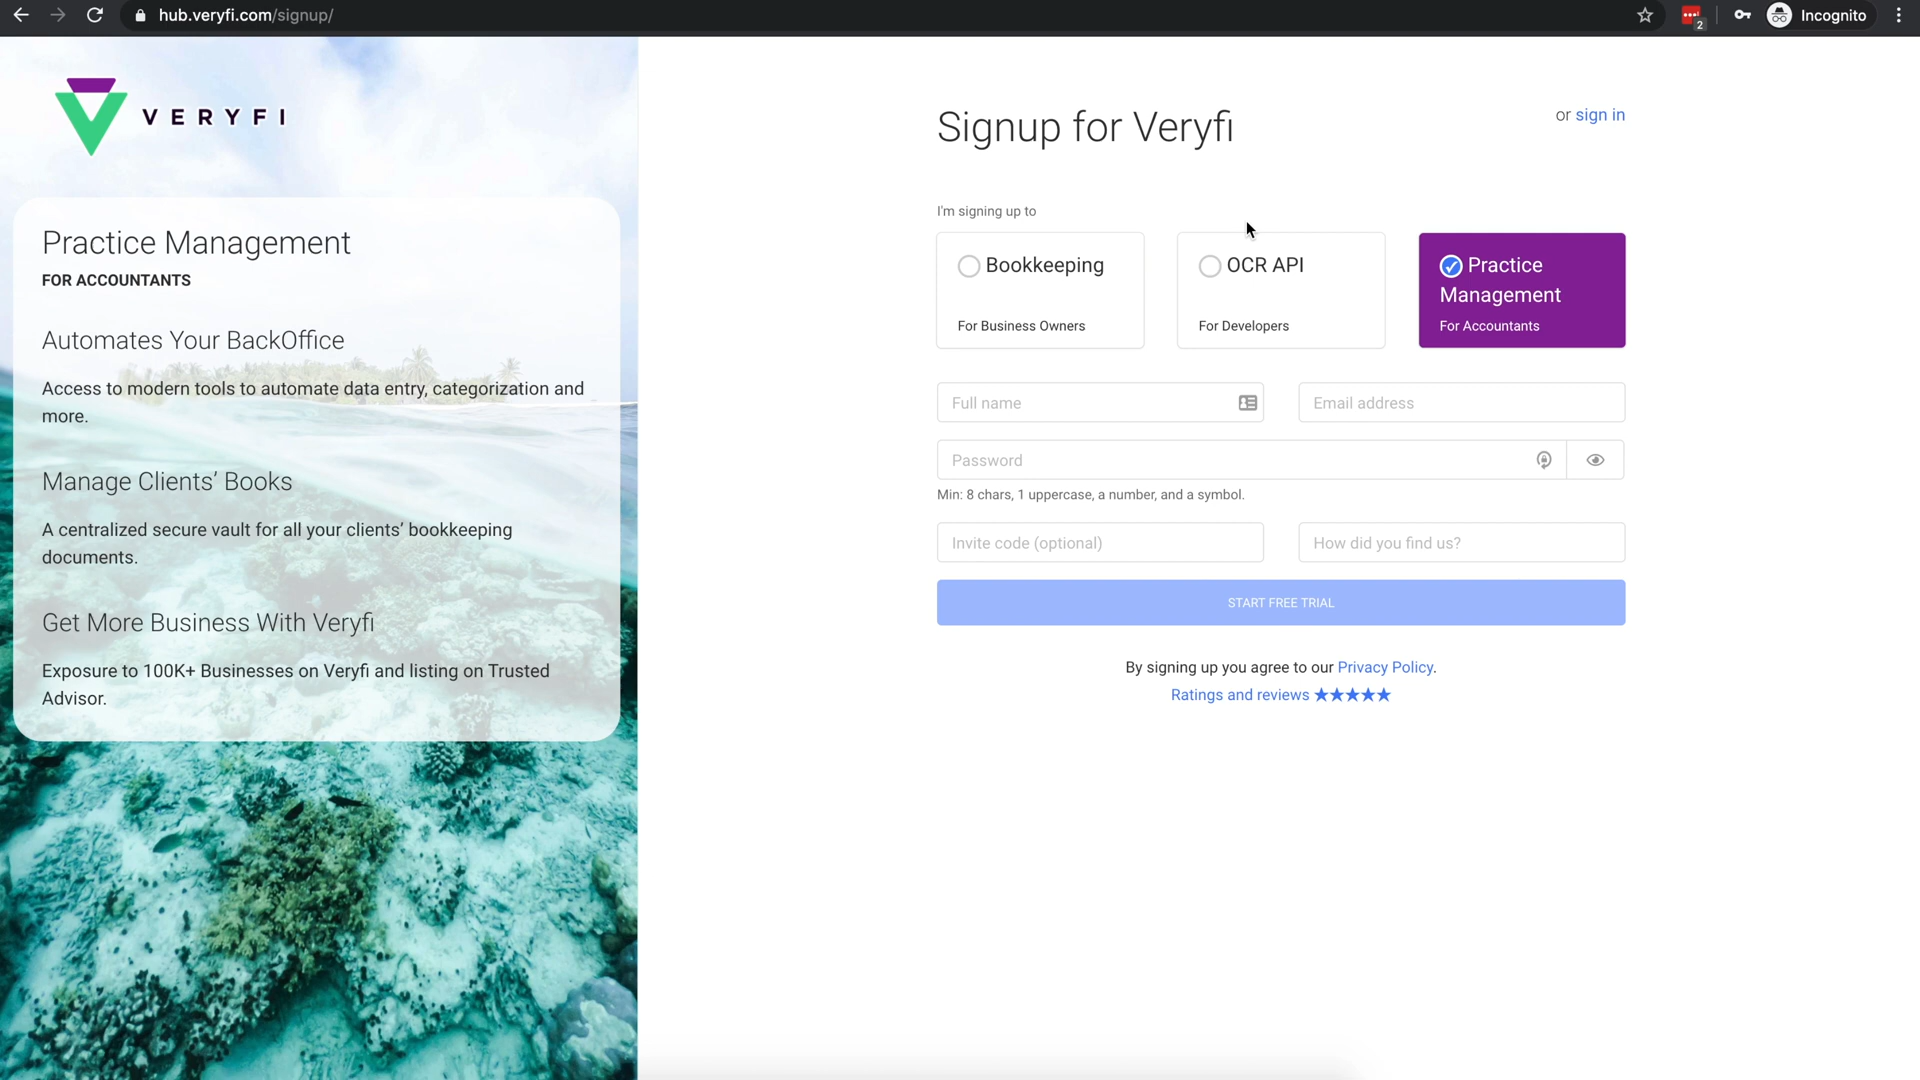 hub.veryfi.com/signup/
2
Incognito
VERYFI
Practice Management
FOR ACCOUNTANTS
Automates Your BackOffice
Access to modern tools to automate data entry, categorization and
more.
Manage Clients’ Books
A centralized secure vault for all your clients’ bookkeeping
documents.
Get More Business With Veryfi
Exposure to 100K+ Businesses on Veryfi and listing on Trusted
Advisor.
Signup for Veryfi
or sign in
I'm signing up to
Bookkeeping
For Business Owners
OCR API
For Developers
Practice
Management
For Accountants
Full name
Email address
Password
Min: 8 chars, 1 uppercase, a number, and a symbol.
Invite code (optional)
How did you find us?
START FREE TRIAL
By signing up you agree to our Privacy Policy.
Ratings and reviews ★★★★★